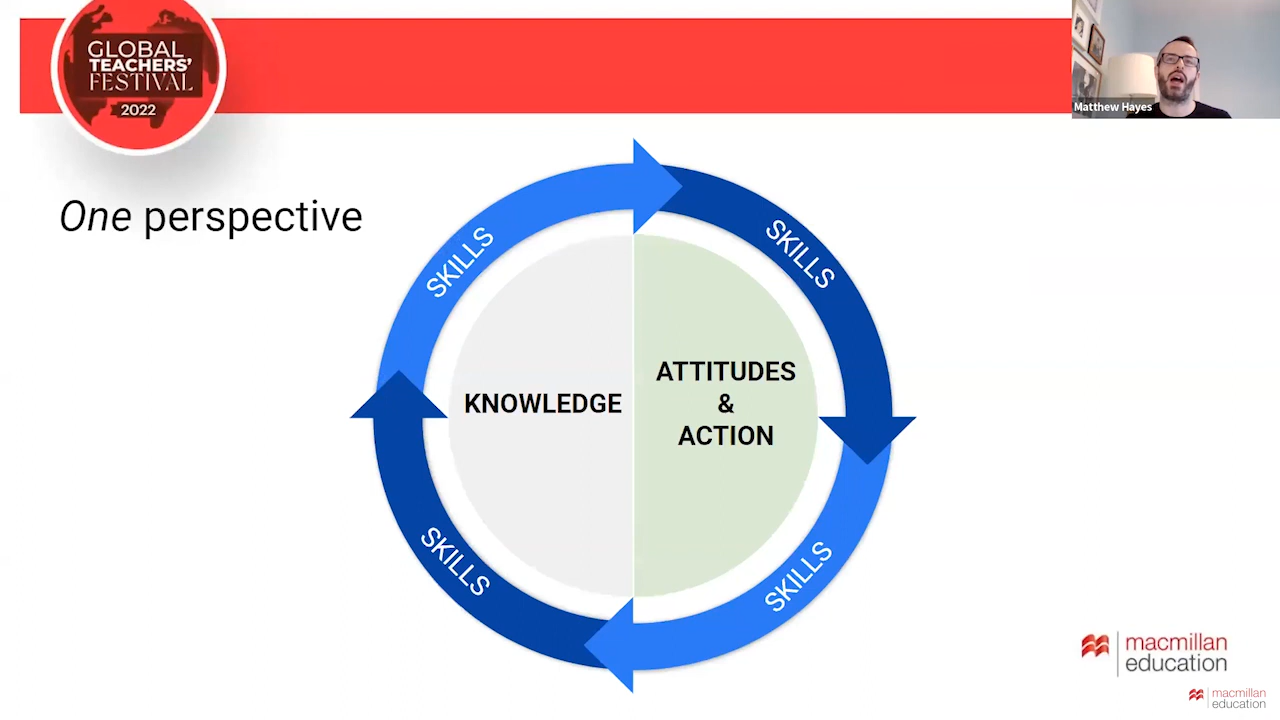 GLOBAL
TEACHERS'
FESTIVAL
2022
Matthew Hayes
One perspective
SKILLS
SKILLS
KNOWLEDGE
ATTITUDES
&
ACTION
SKILLS
SKILLS
macmillan
education
macmillan
education